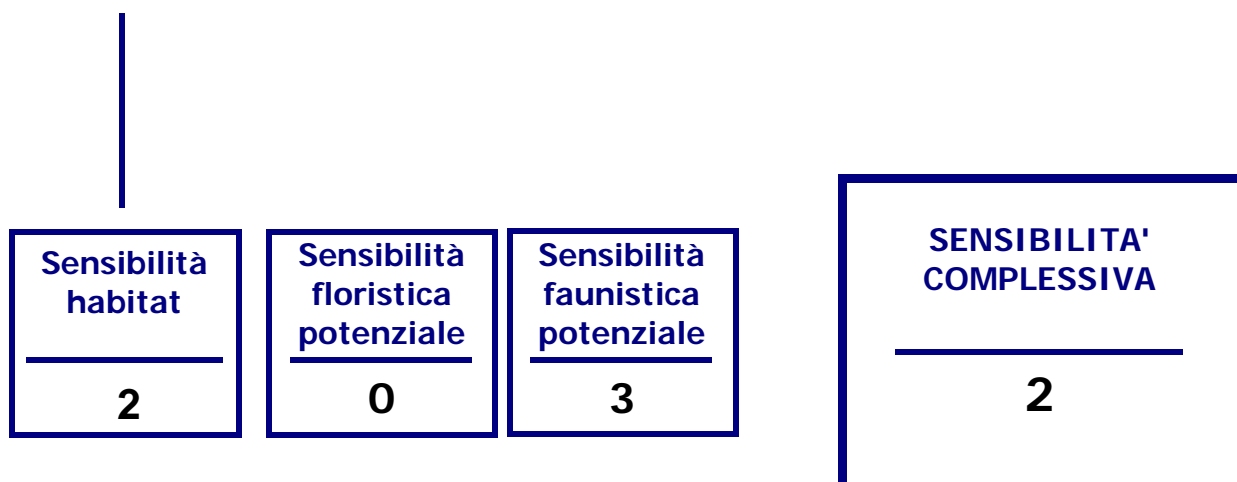 Sensibilità
habitat
2
Sensibilità
floristica
potenziale
0
Sensibilità
faunistica
potenziale
3
SENSIBILITA'
COMPLESSIVA
2